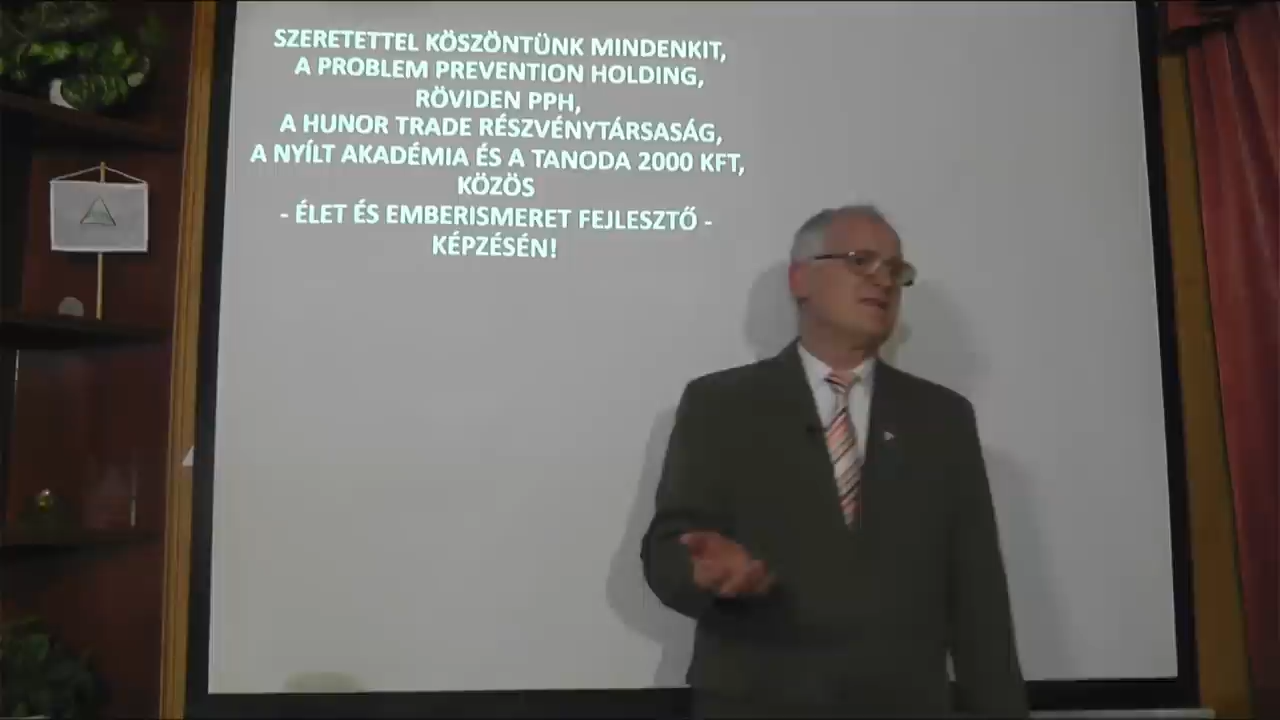 SZERETETTEL KÖSZÖNTÜNK MINDENKIT,
A PROBLEM PREVENTION HOLDING,
RÖVIDEN PPH,
A HUNOR TRADE RÉSZVÉNYTÁRSASÁG,
A NYÍLT AKADÉMIA ÉS A TANODA 2000 KFT,
KÖZÖS
- ÉLET ÉS EMBERISMERET FEJLESZTŐ -
KÉPZÉSÉN!